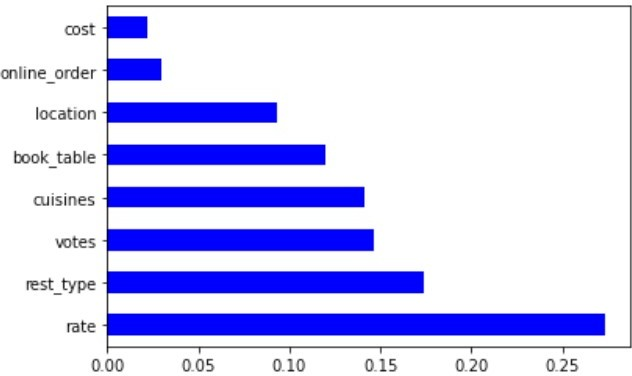 cost
online_order
location
book_table
cuisines
votes
rest_type
rate
0.00 0.05 0.10 0.15 0.20 0.25